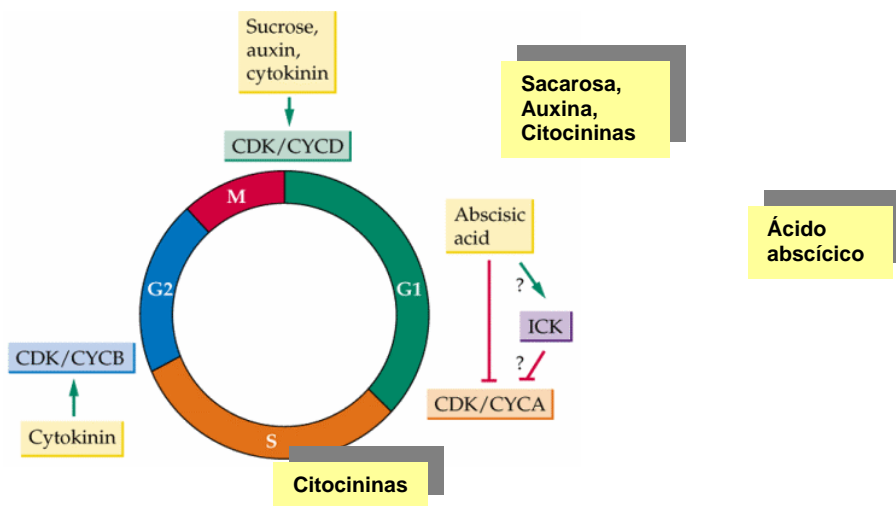 Sucrose,
auxin,
cytokinin
CDK/CYCD
Sacarosa,
Auxina,
Citocininas
M
Abscisic
acid
Ácido
abscícico
G2
G1
?
ICK
CDK/CYCB
?
CDK/CYCA
Cytokinin
S
Citocininas